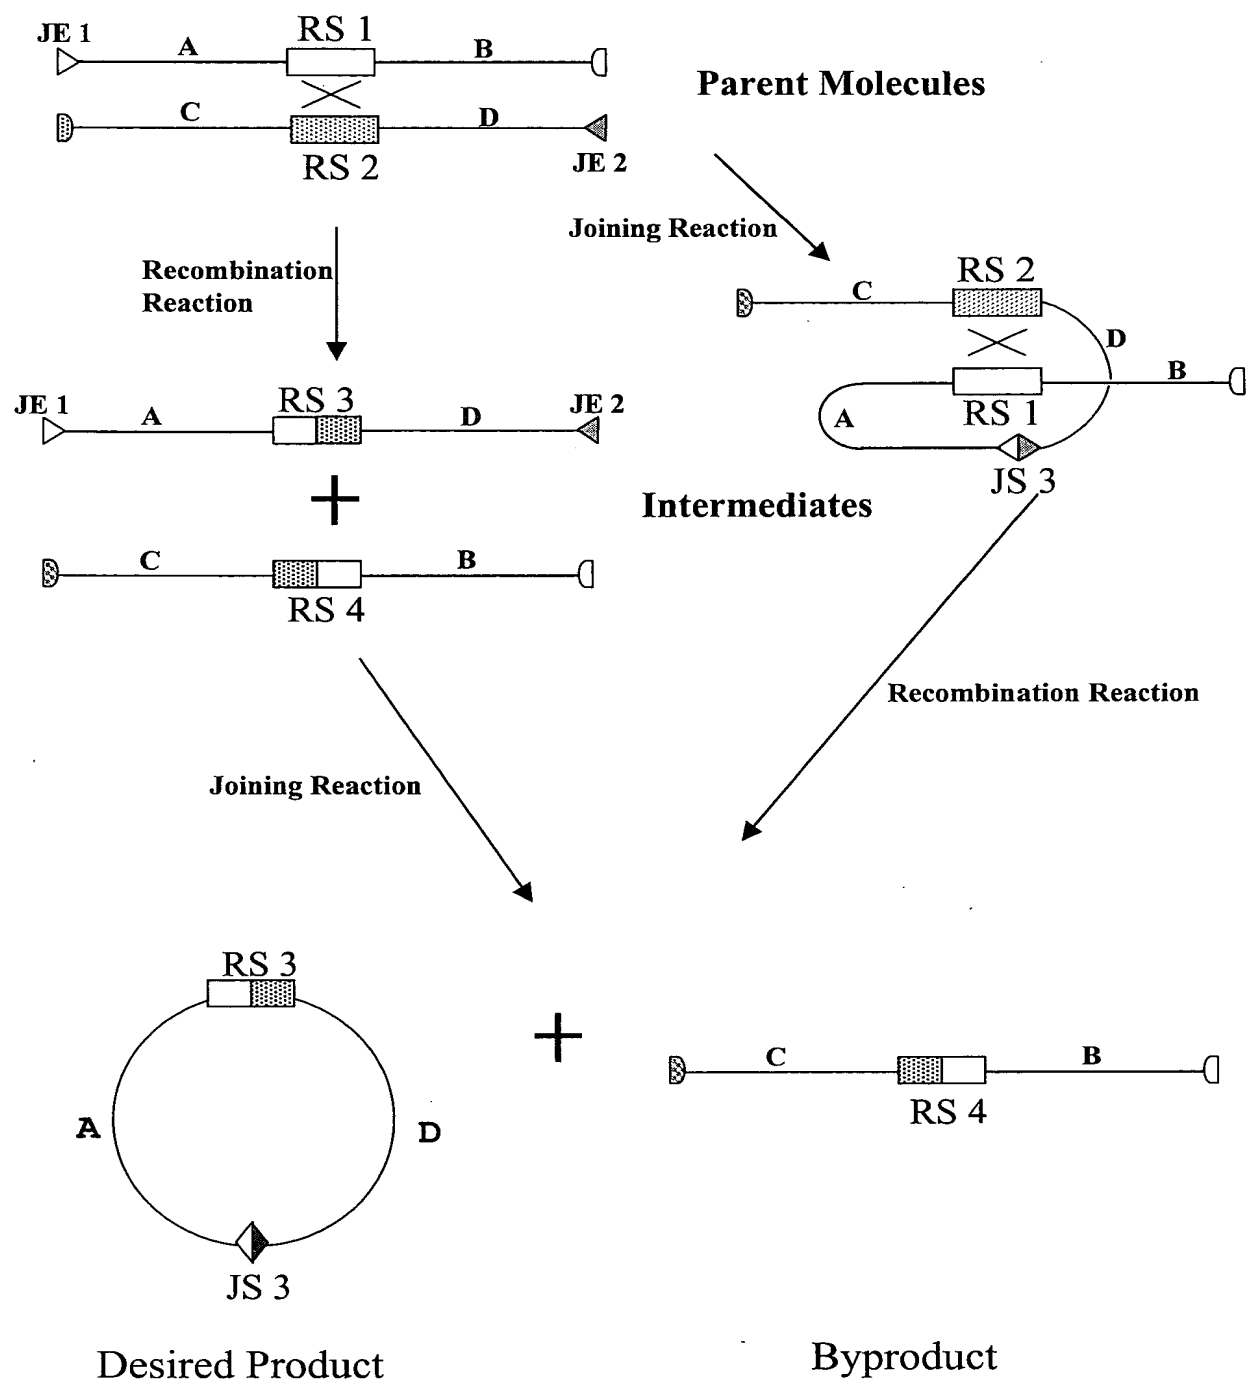 JE 1
A
RS 1
B
Parent Molecules
C
D
RS 2
JE 2
Joining Reaction
Recombination
Reaction
RS 2
C
D
B
RS 1
A
JS 3
JE 1
A
RS 3
D
JE 2
Intermediates
C
B
RS 4
Recombination Reaction
Joining Reaction
RS 3
A
D
JS 3
C
B
RS 4
Desired Product
Byproduct